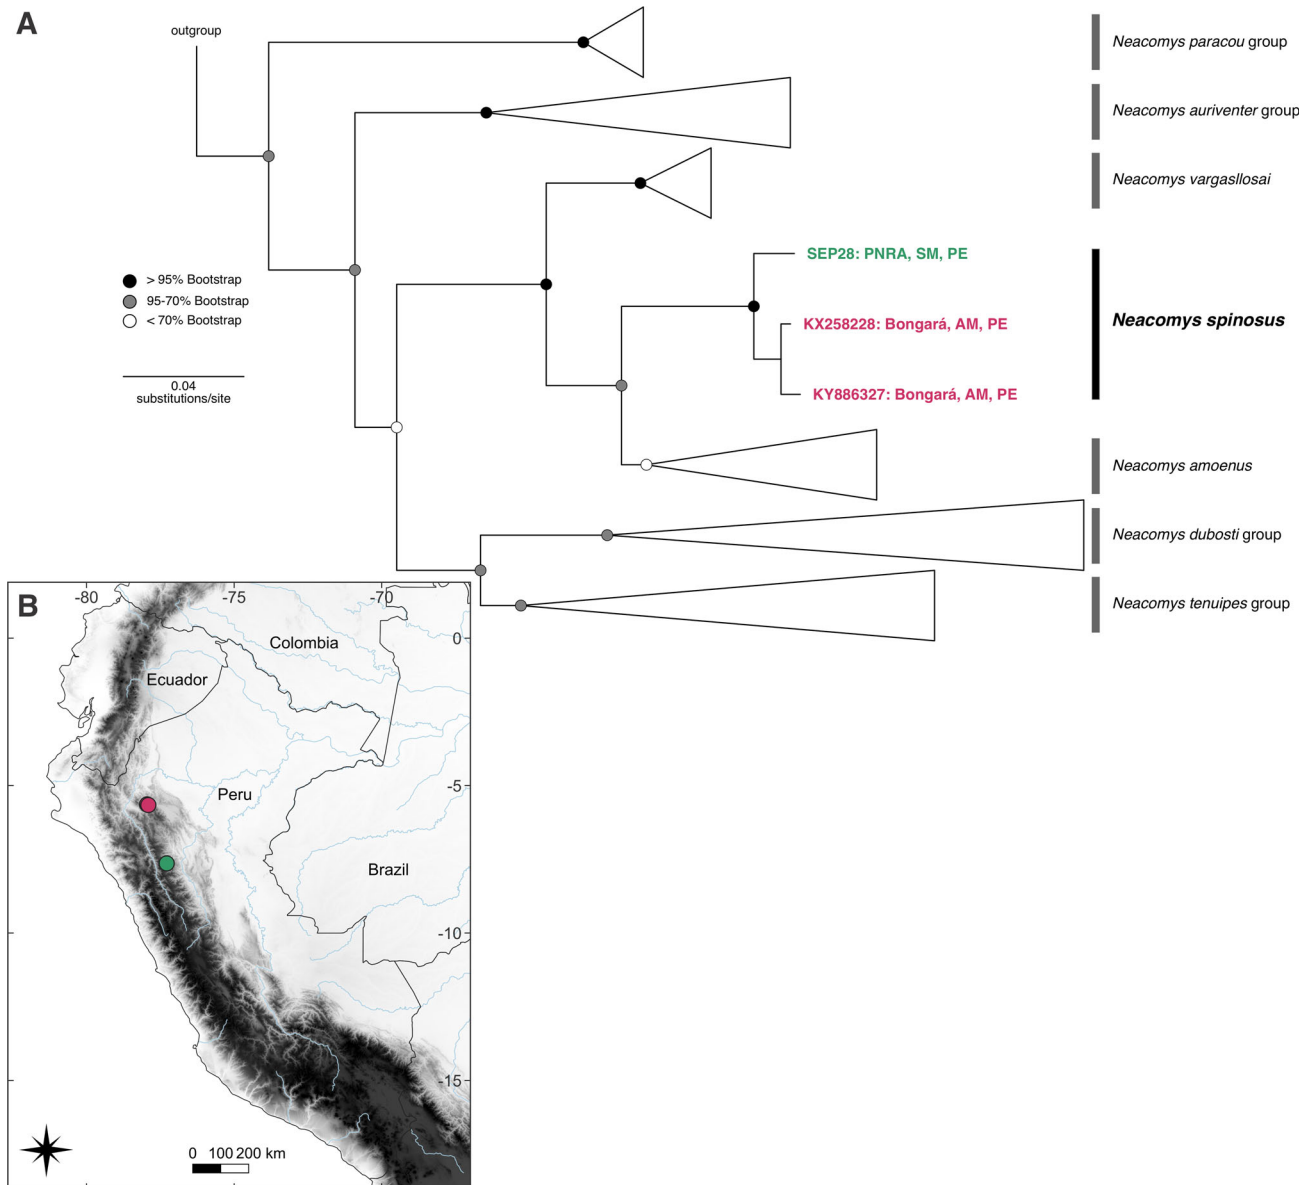 A
outgroup
Neacomys paracou group
Neacomys auriventer group
Neacomys vargasllosai
> 95% Bootstrap
95-70% Bootstrap
< 70% Bootstrap
0.04
substitutions/site
SEP28: PNRA, SM, PE
KX258228: Bongará, AM, PE
KY886327: Bongará, AM, PE
Neacomys spinosus
Neacomys amoenus
Neacomys dubosti group
Neacomys tenuipes group
B
-80
-75
-70
0
Colombia
Ecuador
-5
Peru
Brazil
-10
-15
0 100 200 km